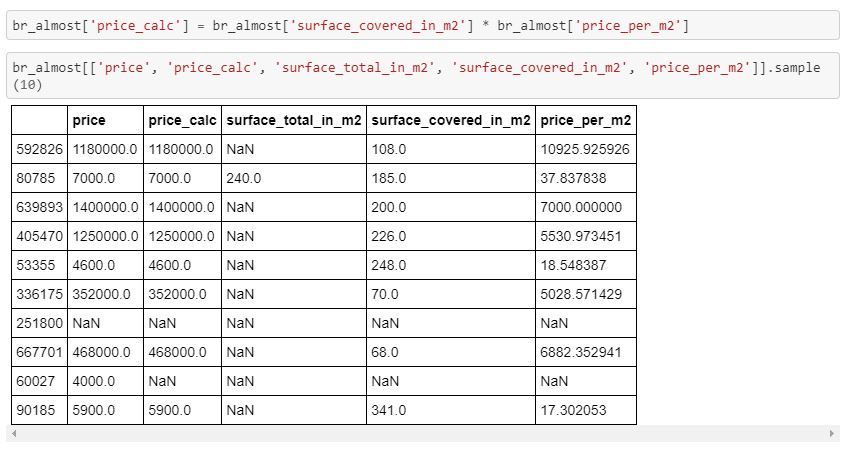 br_almost['price_calc'] = br_almost['surface_covered_in_m2'] * br_almost['price_per_m2']
br_almost[['price', 'price_calc', 'surface_total_in_m2', 'surface_covered_in_m2', 'price_per_m2']].sample
(10)
price price_calc surface_total_in_m2 surface_covered_in_m2 price_per_m2
592826 1180000.0 1180000.0 NaN 108.0 10925.925926
80785 7000.0 7000.0 240.0 185.0 37.837838
639893 1400000.0 1400000.0 NaN 200.0 7000.000000
405470 1250000.0 1250000.0 NaN 226.0 5530.973451
53355 4600.0 4600.0 NaN 248.0 18.548387
336175 352000.0 352000.0 NaN 70.0 5028.571429
251800 NaN NaN NaN NaN NaN
667701 468000.0 468000.0 NaN 68.0 6882.352941
60027 4000.0 NaN NaN NaN NaN
90185 5900.0 5900.0 NaN 341.0 17.302053